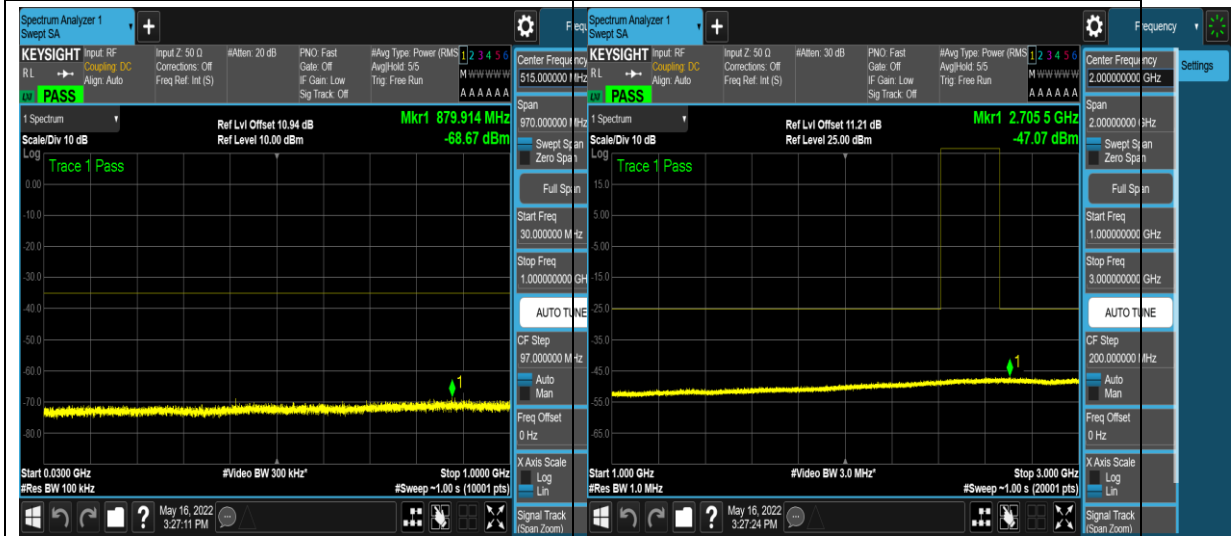 Spectrum Analyzer 1
Swept SA
+
KEYSIGHT
RL
Input: RF
Coupling: DC
Align: Auto
Input Z: 50 Ω
Corrections: Off
Freq Ref: Int (S)
#Atten: 20 dB
PNO: Fast
Gate: Off
IF Gain: Low
Sig Track: Off
#Avg Type: Power (RMS
Avg|Hold: 5/5
Trig: Free Run
1 2 3 4 5 6
M W W W W W
A A A A A A
PASS
1 Spectrum
Scale/Div 10 dB
Ref Lvl Offset 10.94 dB
Ref Level 10.00 dBm
Mkr1 879.914 MHz
-68.67 dBm
Log
Trace 1 Pass
0.00
-10.0
-20.0
-30.0
-40.0
-50.0
-60.0
-70.0
-80.0
1
Start 0.0300 GHz
#Res BW 100 kHz
#Video BW 300 kHz*
Stop 1.0000 GHz
#Sweep ~1.00 s (10001 pts)
?
May 16, 2022
3:27:11 PM
Center Frequency
515.000000 MHz
Span
970.000000 MHz
Swept Span
Zero Span
Full Span
Start Freq
30.000000 MHz
Stop Freq
1.000000000 GH
AUTO TUNE
CF Step
97.000000 MHz
Auto
Man
Freq Offset
0 Hz
X Axis Scale
Log
Lin
Signal Track
(Span Zoom)
Spectrum Analyzer 1
Swept SA
+
KEYSIGHT
RL
Input: RF
Coupling: DC
Align: Auto
Input Z: 50 Ω
Corrections: Off
Freq Ref: Int (S)
#Atten: 30 dB
PNO: Fast
Gate: Off
IF Gain: Low
Sig Track: Off
#Avg Type: Power (RMS
Avg|Hold: 5/5
Trig: Free Run
1 2 3 4 5 6
M W W W W W
A A A A A A
PASS
1 Spectrum
Scale/Div 10 dB
Ref Lvl Offset 11.21 dB
Ref Level 25.00 dBm
Mkr1 2.705 5 GHz
-47.07 dBm
Log
Trace 1 Pass
15.0
5.00
-5.00
-15.0
-25.0
-35.0
-45.0
-55.0
-65.0
1
Start 1.000 GHz
#Res BW 1.0 MHz
#Video BW 3.0 MHz*
Stop 3.000 GHz
#Sweep ~1.00 s (20001 pts)
?
May 16, 2022
3:27:24 PM
Frequency
Settings
Center Frequency
2.000000000 GHz
Span
2.00000000 GHz
Swept Span
Zero Span
Full Span
Start Freq
1.000000000 GHz
Stop Freq
3.000000000 GHz
AUTO TUNE
CF Step
200.000000 MHz
Auto
Man
Freq Offset
0 Hz
X Axis Scale
Log
Lin
Signal Track
(Span Zoom)